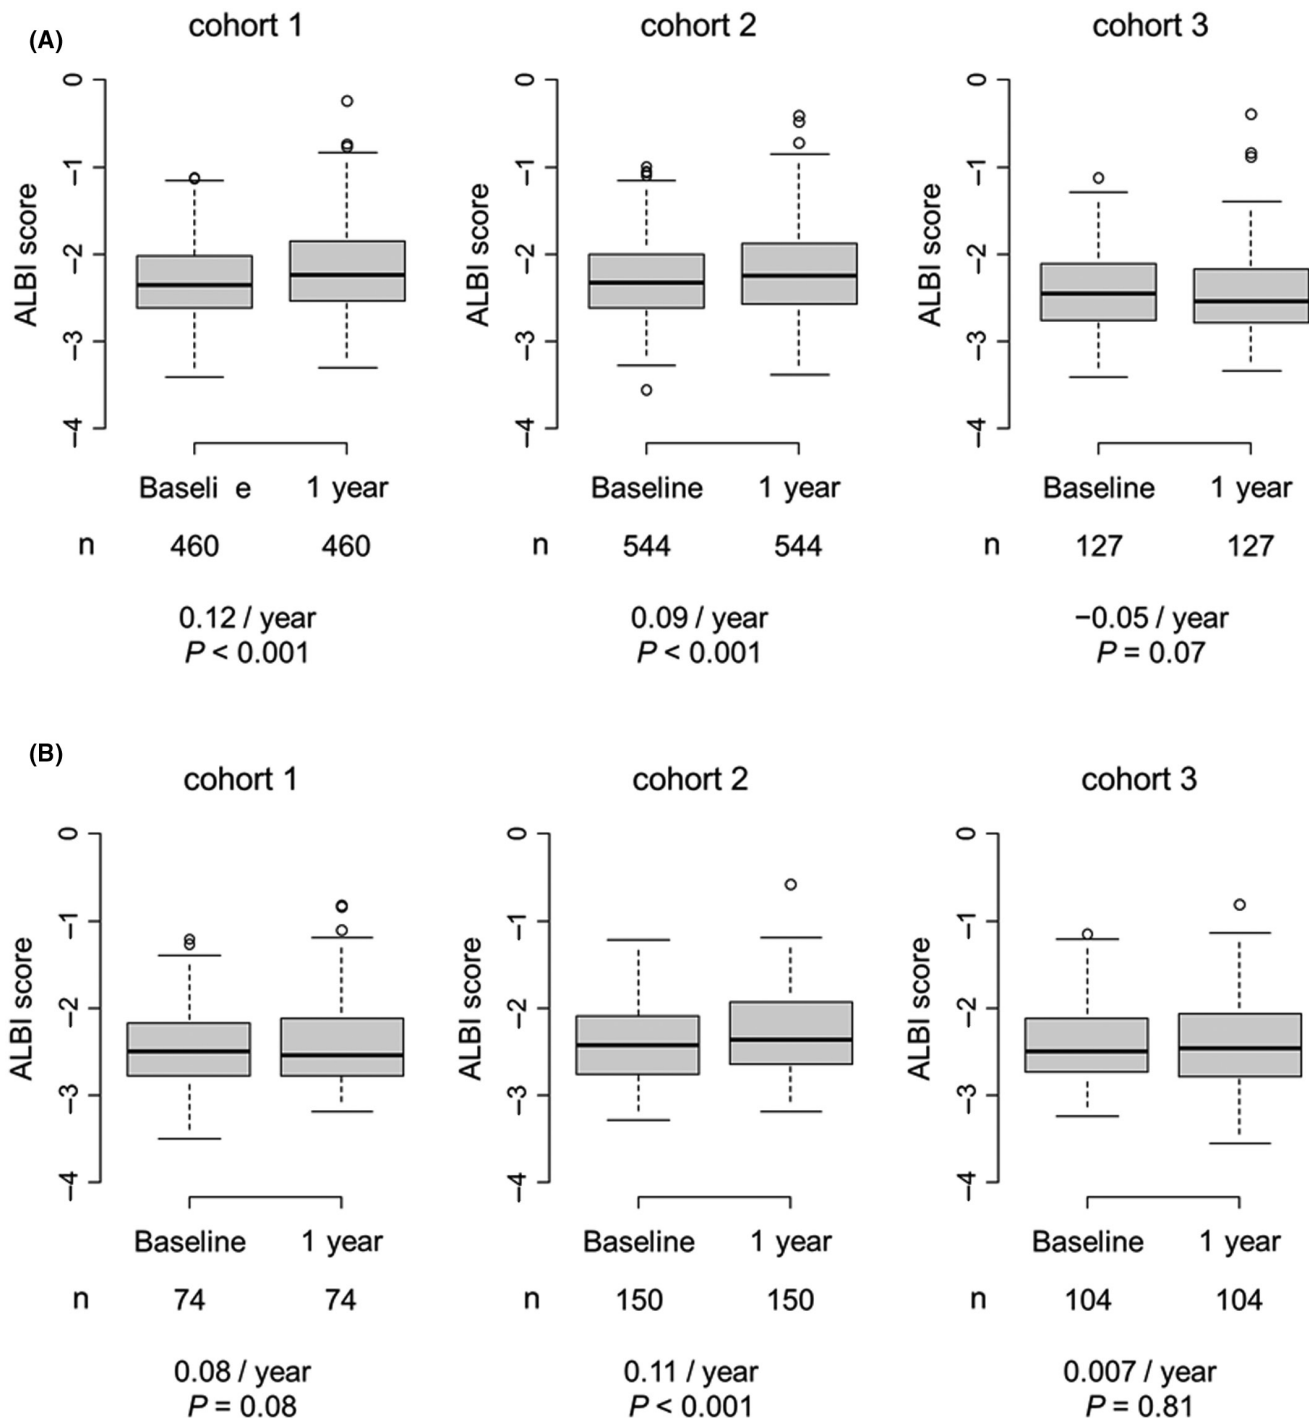 (A)
cohort 1 cohort 2 cohort 3
ALBI score ALBI score ALBI score
0 0 0
−1 −1 −1
−2 −2 −2
−3 −3 −3
−4 −4 −4
Baseli e 1 year Baseline 1 year Baseline 1 year
n 460 460 n 544 544 n 127 127
0.12 / year 0.09 / year −0.05 / year
P < 0.001 P < 0.001 P = 0.07
(B)
cohort 1 cohort 2 cohort 3
ALBI score ALBI score ALBI score
0 0 0
−1 −1 −1
−2 −2 −2
−3 −3 −3
−4 −4 −4
Baseline 1 year Baseline 1 year Baseline 1 year
n 74 74 n 150 150 n 104 104
0.08 / year 0.11 / year 0.007 / year
P = 0.08 P < 0.001 P = 0.81